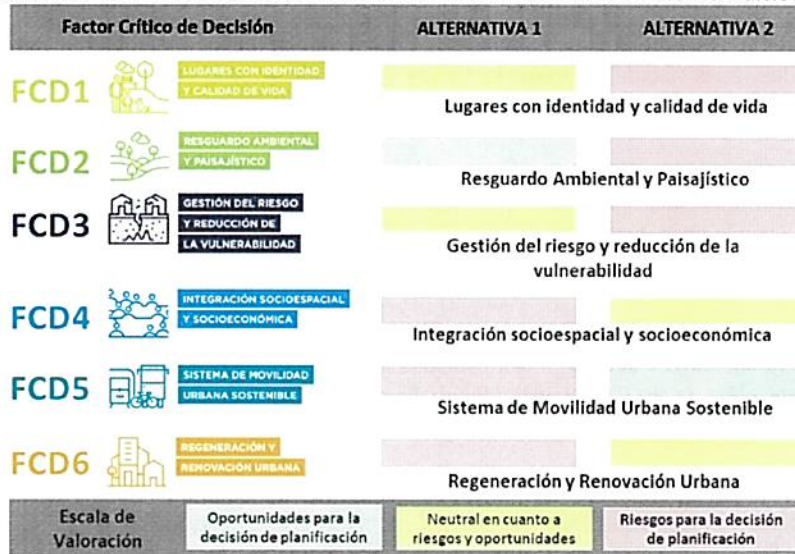 Factor Crítico de Decisión ALTERNATIVA 1 ALTERNATIVA 2
FCD1 LUGARES CON IDENTIDAD
Y CALIDAD DE VIDA
Lugares con identidad y calidad de vida
FCD2 RESGUARDO AMBIENTAL
Y PAISAJÍSTICO
Resguardo Ambiental y Paisajístico
FCD3 GESTIÓN DEL RIESGO
Y REDUCCIÓN DE
LA VULNERABILIDAD
Gestión del riesgo y reducción de la
vulnerabilidad
FCD4 INTEGRACIÓN SOCIOESPACIAL
Y SOCIOECONÓMICA
Integración socioespacial y socioeconómica
FCD5 SISTEMA DE MOVILIDAD
URBANA SOSTENIBLE
Sistema de Movilidad Urbana Sostenible
FCD6 REGENERACIÓN Y
RENOVACIÓN URBANA
Regeneración y Renovación Urbana
Escala de
Valoración
Oportunidades para la
decisión de planificación
Neutral en cuanto a
riesgos y oportunidades
Riesgos para la decisión
de planificación